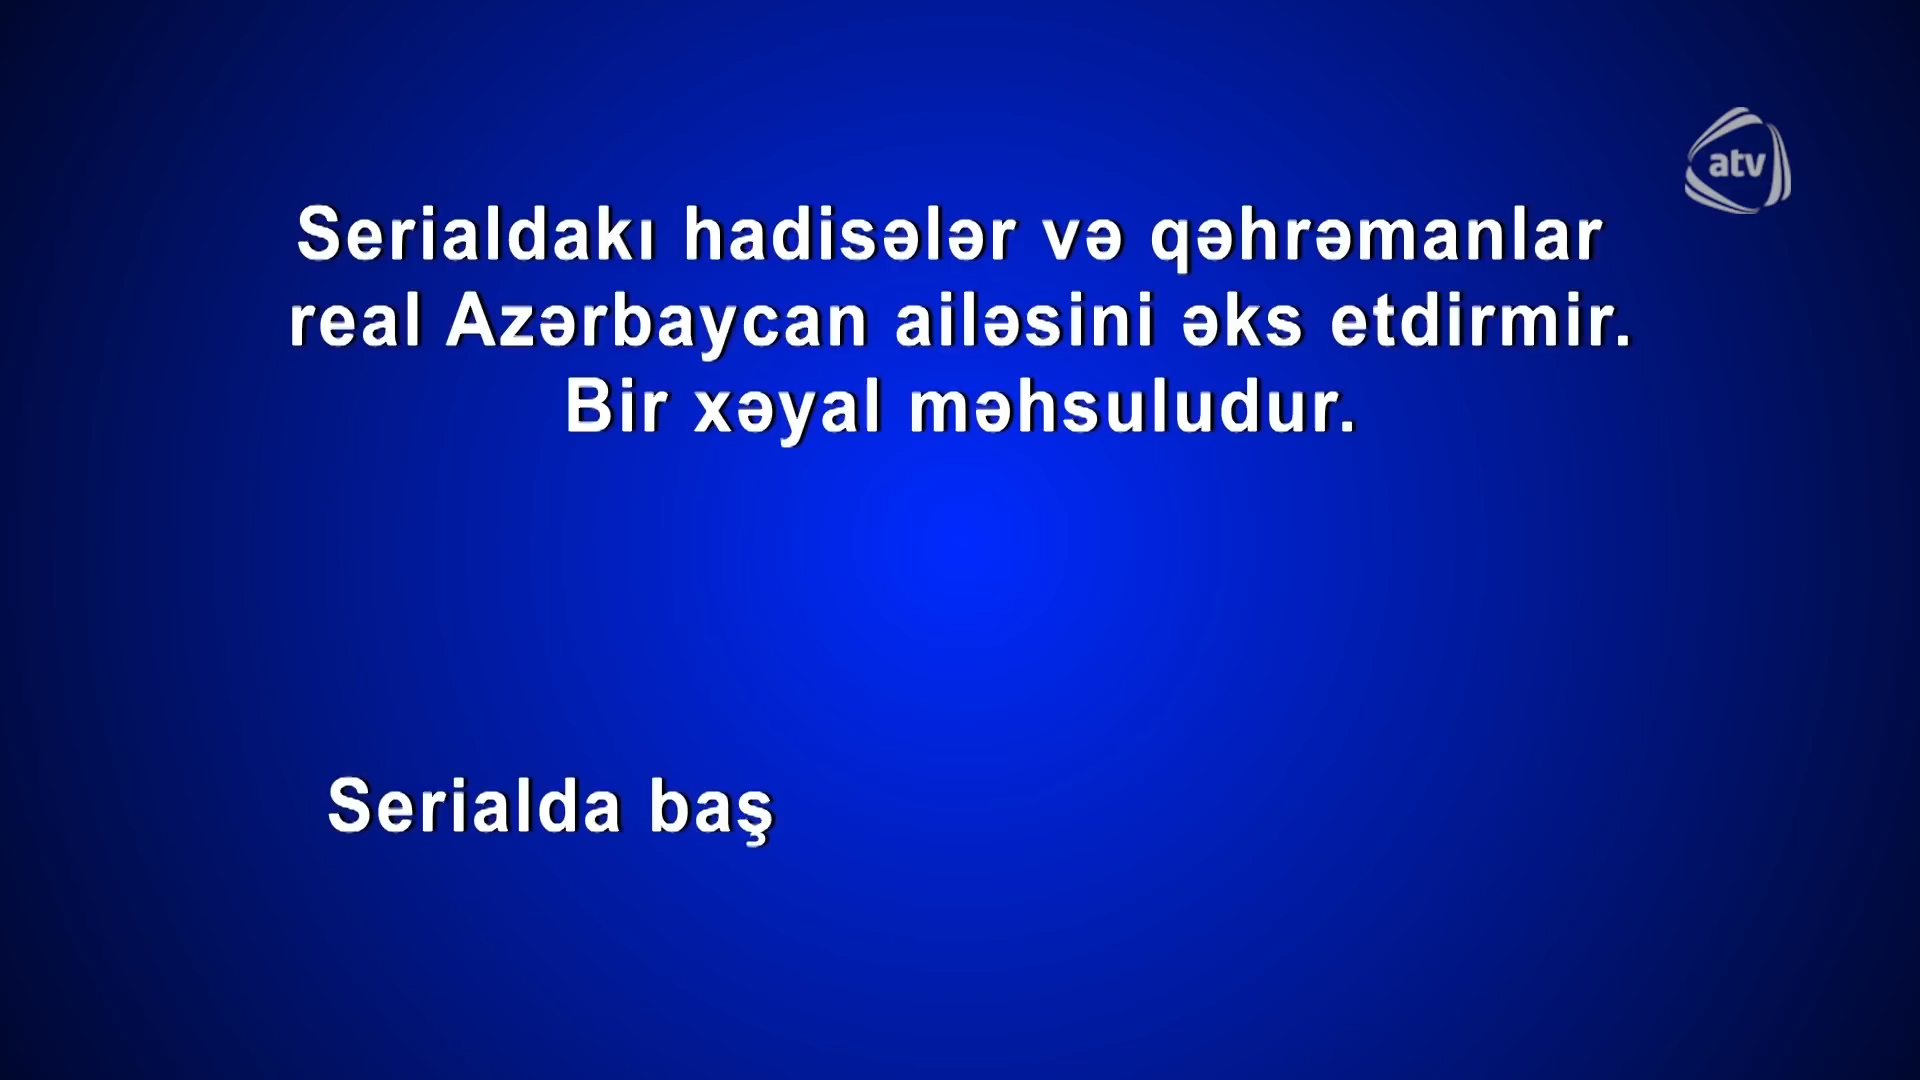 atv
Serialdakı hadisələr və qəhrəmanlar
real Azərbaycan ailəsini əks etdirmir.
Bir xəyal məhsuludur.
Serialda baş